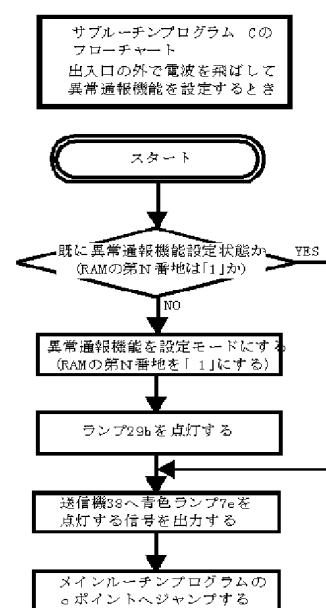 サブルーチンプログラム Cの
フローチャート
出入口の外で電波を飛ばして
異常通報機能を設定するとき
スタート
既に異常通報機能設定状態か
(RAMの第N番地は「1」か)
YES
NO
異常通報機能を設定モードにする
(RAMの第N番地を「1」にする)
ランプ29bを点灯する
送信機38へ青色ランプ7eを
点灯する信号を出力する
メインルーチンプログラムの
cポイントへジャンプする